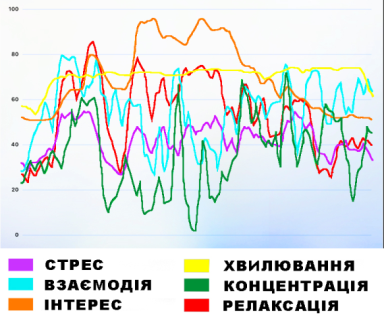 100
80
60
40
20
0
СТРЕС
ВЗАЄМОДІЯ
ІНТЕРЕС
ХВИЛЮВАННЯ
КОНЦЕНТРАЦІЯ
РЕЛАКСАЦІЯ